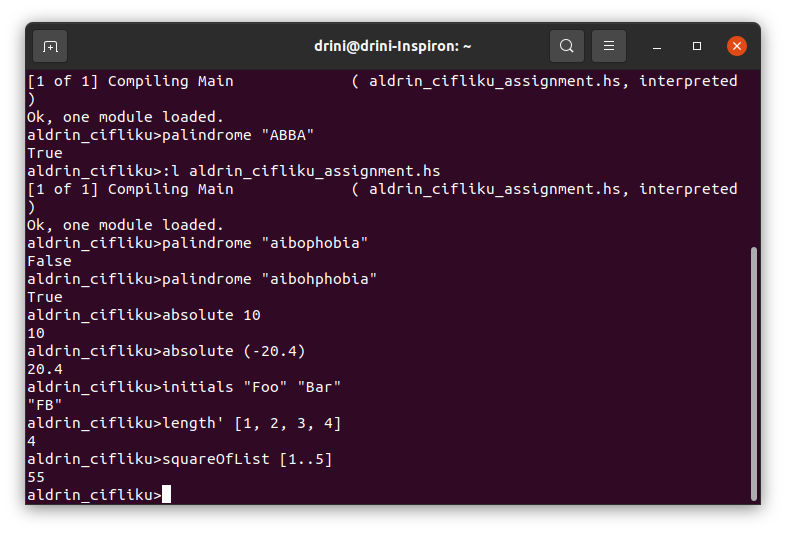 drini@drini-Inspiron: ~
[1 of 1] Compiling Main             ( aldrin_cifliku_assignment.hs, interpreted
)
Ok, one module loaded.
aldrin_cifliku>palindrome "ABBA"
True
aldrin_cifliku>:l aldrin_cifliku_assignment.hs
[1 of 1] Compiling Main             ( aldrin_cifliku_assignment.hs, interpreted
)
Ok, one module loaded.
aldrin_cifliku>palindrome "aibophobia"
False
aldrin_cifliku>palindrome "aibohphobia"
True
aldrin_cifliku>absolute 10
10
aldrin_cifliku>absolute (-20.4)
20.4
aldrin_cifliku>initials "Foo" "Bar"
"FB"
aldrin_cifliku>length' [1, 2, 3, 4]
4
aldrin_cifliku>squareOfList [1..5]
55
aldrin_cifliku>